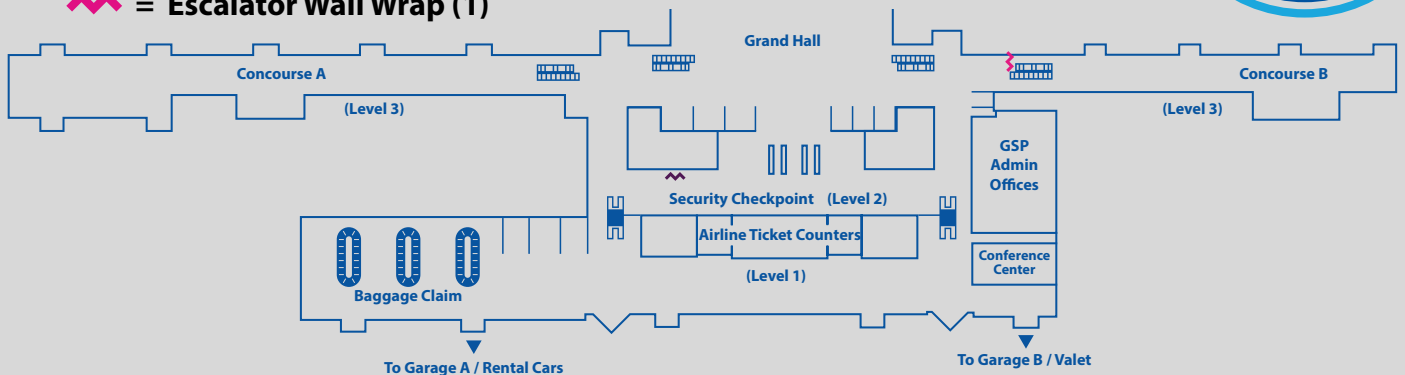 = Escalator Wall Wrap (1)
Grand Hall
Concourse A
Concourse B
(Level 3)
(Level 3)
GSP
Admin
Offices
Security Checkpoint (Level 2)
Airline Ticket Counters
(Level 1)
Conference
Center
Baggage Claim
To Garage A / Rental Cars
To Garage B / Valet